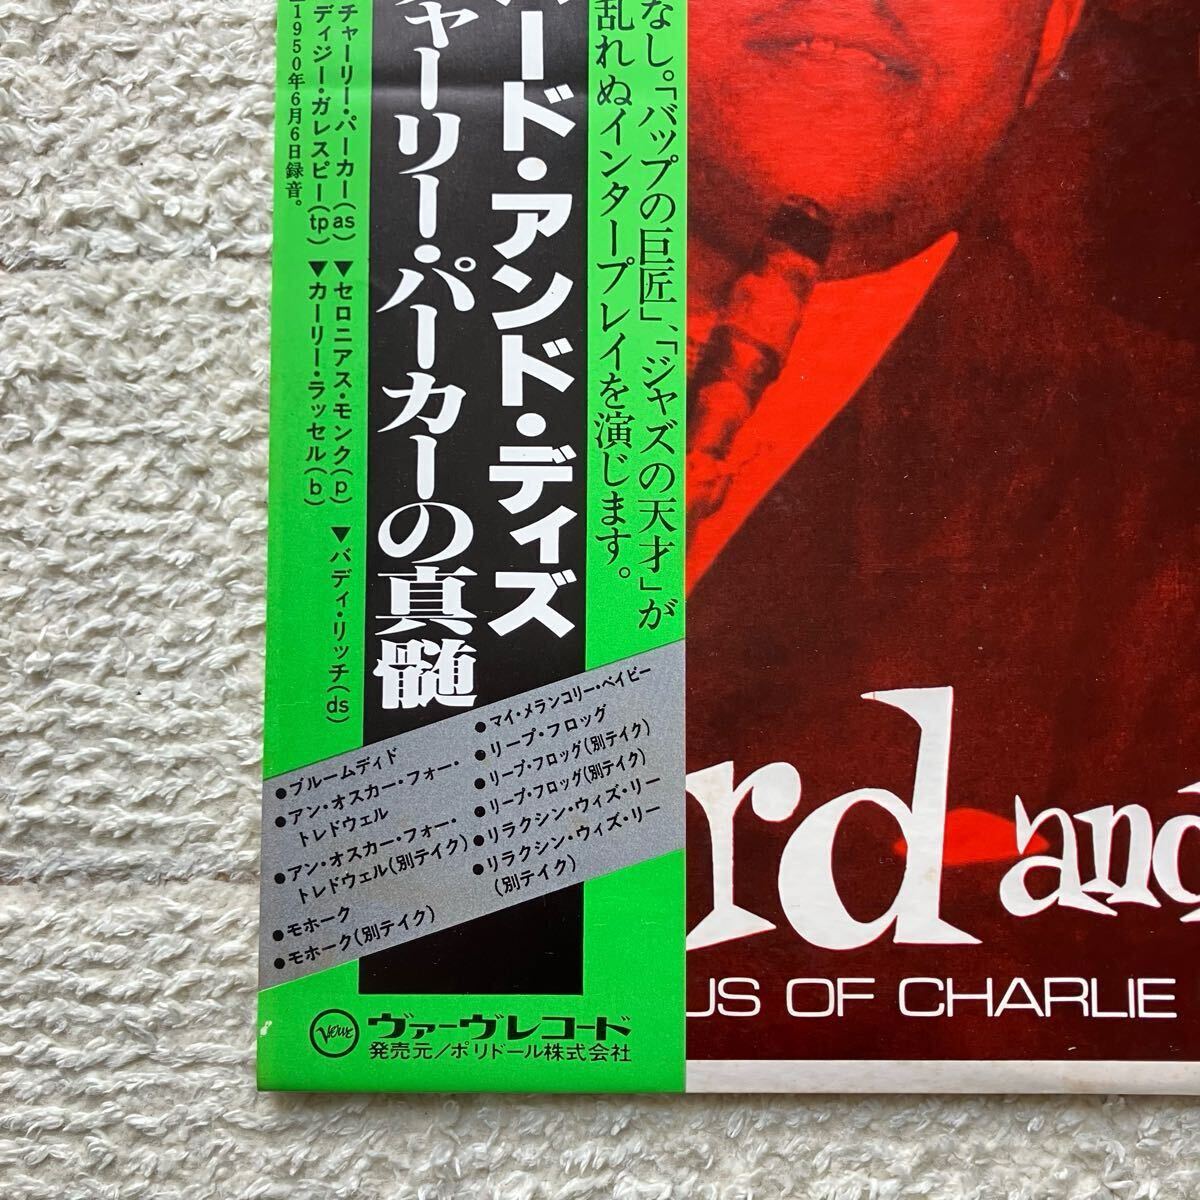 なし。「バップの巨匠」、「ジャズの天才」が
乱れぬインタープレイを演じます。
ード・アンド・ディズ
ャーリー・パーカーの真髄
チャーリー・パーカー(as) ▼セロニアス・モンク(p) ▼バディ・リッチ(ds)
ディジー・ガレスピー(tp) ▼カーリー・ラッセル(b)
1950年6月6日録音。
●ブルームディド
●アン・オスカー・フォー・
トレドウェル
●アン・オスカー・フォー・
トレドウェル(別テイク)
●モホーク
●モホーク(別テイク)
●マイ・メランコリー・ベイビー
●リープ・フロッグ
●リープ・フロッグ(別テイク)
●リープ・フロッグ(別テイク)
●リラクシン・ウィズ・リー
●リラクシン・ウィズ・リー
(別テイク)
Verve ヴァーヴレコード
発売元/ポリドール株式会社
rd and
US OF CHARLIE